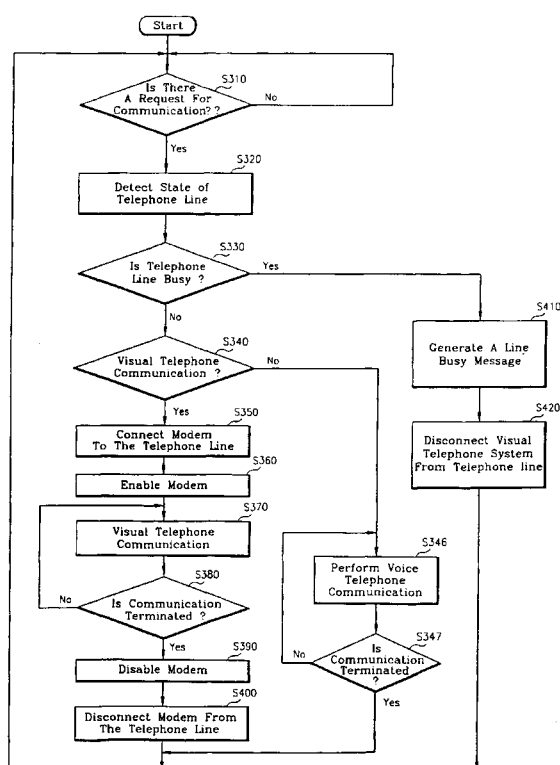 Start
S310
Is There
A Request For
Communication?
No
Yes
S320
Detect State of
Telephone Line
S330
Is Telephone
Line Busy ?
Yes
No
S410
Generate A Line
Busy Message
S340
Visual Telephone
Communication ?
No
Yes
S420
Disconnect Visual
Telephone System
From Telephone line
S350
Connect Modem
To The Telephone Line
S360
Enable Modem
S370
Visual Telephone
Communication
S346
Perform Voice
Telephone
Communication
S380
Is Communication
Terminated ?
No
Yes
S347
Is
Communication
Terminated
?
No
Yes
S390
Disable Modem
S400
Disconnect Modem From
The Telephone Line